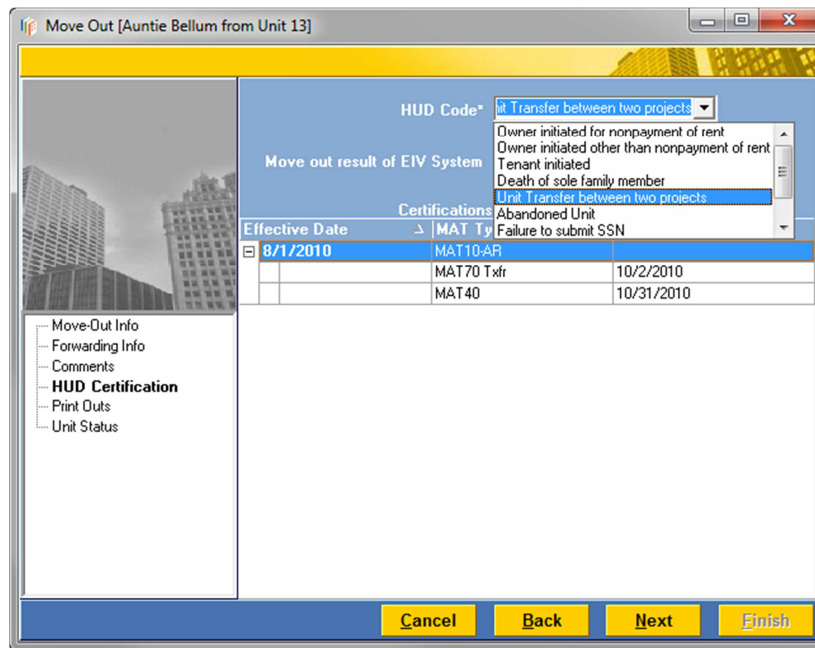 Move Out [Auntie Bellum from Unit 13]
HUD Code* nit Transfer between two projects
Owner initiated for nonpayment of rent
Owner initiated other than nonpayment of rent
Move out result of EIV System
Tenant initiated
Death of sole family member
Unit Transfer between two projects
Abandoned Unit
Failure to submit SSN
Certifications
Effective Date MAT Ty
8/1/2010 MAT10-AR
MAT70 Txfr 10/2/2010
MAT40 10/31/2010
Move-Out Info
Forwarding Info
Comments
HUD Certification
Print Outs
Unit Status
Cancel Back Next Finish